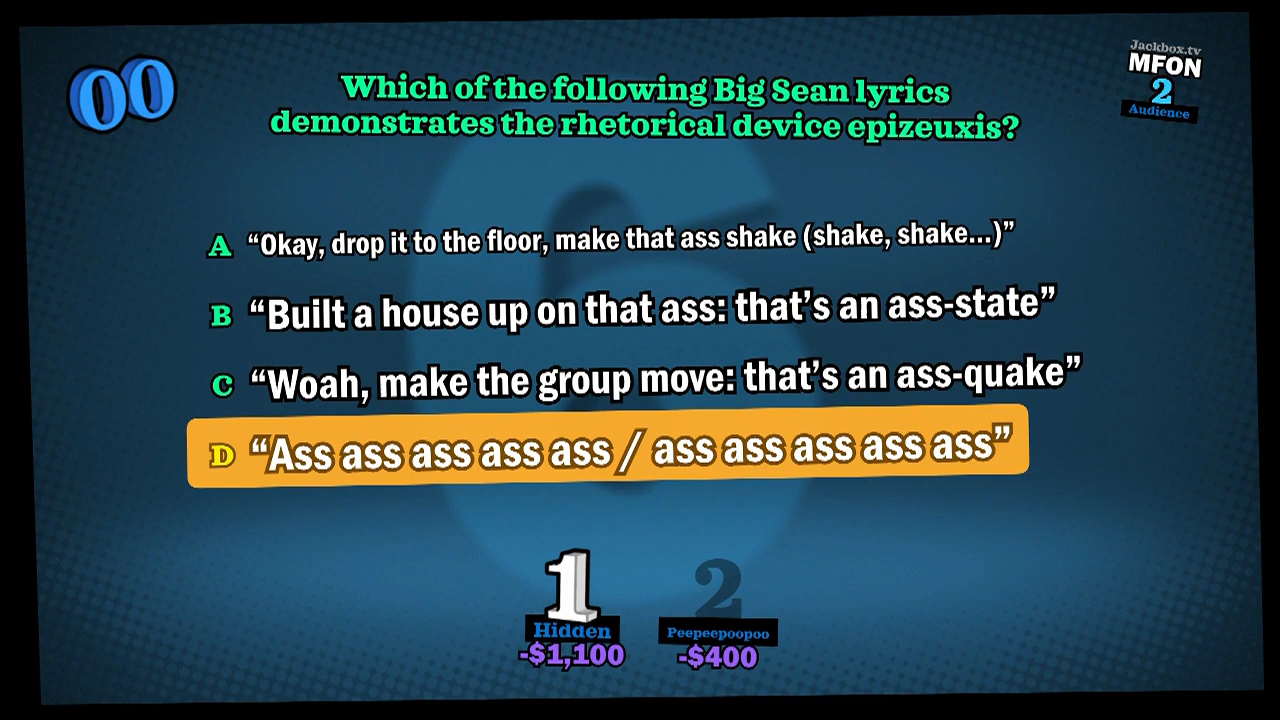 00
Jackbox.tv
MFON
2
Audience
Which of the following Big Sean lyrics
demonstrates the rhetorical device epizeuxis?
A “Okay, drop it to the floor, make that ass shake (shake, shake...)”
B “Built a house up on that ass: that’s an ass-state”
C “Woah, make the group move: that’s an ass-quake”
D “Ass ass ass ass ass / ass ass ass ass ass”
1 2
Hidden Peepeepoopoo
-$1,100 -$400